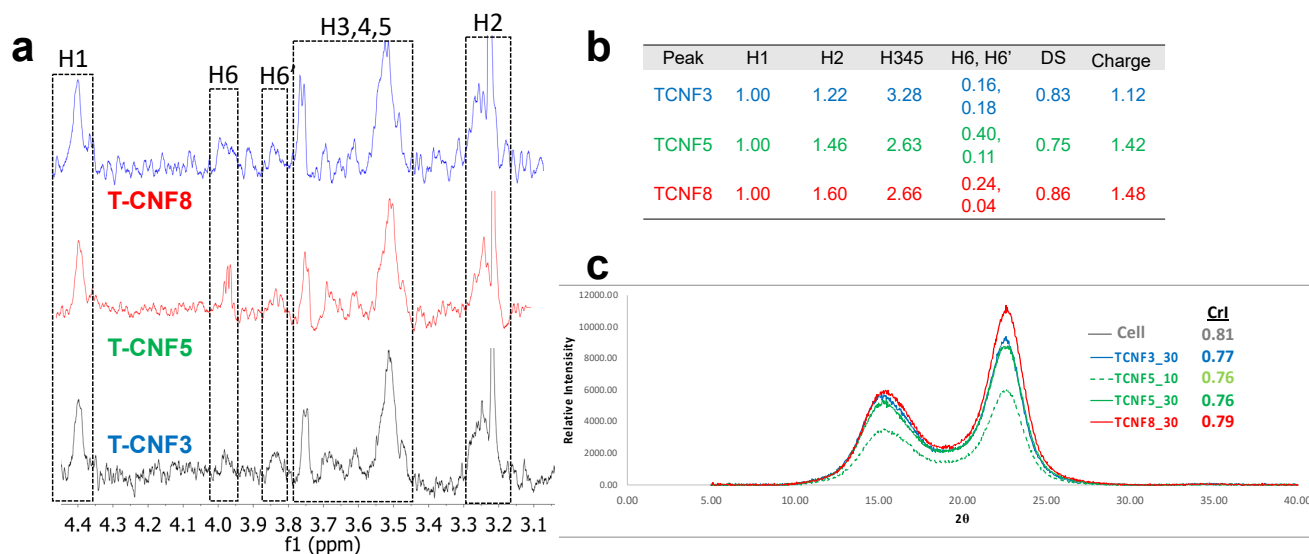 a
H1
H6
H6'
H3,4,5
H2
T-CNF8
T-CNF5
T-CNF3
4.4 4.3 4.2 4.1 4.0 3.9 3.8 3.7 3.6 3.5 3.4 3.3 3.2 3.1
f1 (ppm)
b
Peak H1 H2 H345 H6, H6’ DS Charge
TCNF3 1.00 1.22 3.28 0.16, 0.18 0.83 1.12
TCNF5 1.00 1.46 2.63 0.40, 0.11 0.75 1.42
TCNF8 1.00 1.60 2.66 0.24, 0.04 0.86 1.48
c
12000.00
10000.00
8000.00
6000.00
4000.00
2000.00
0.00
Relative Intensisty
0.00 5.00 10.00 15.00 20.00 25.00 30.00 35.00 40.00
2θ
CrI
Cell 0.81
TCNF3_30 0.77
TCNF5_10 0.76
TCNF5_30 0.76
TCNF8_30 0.79